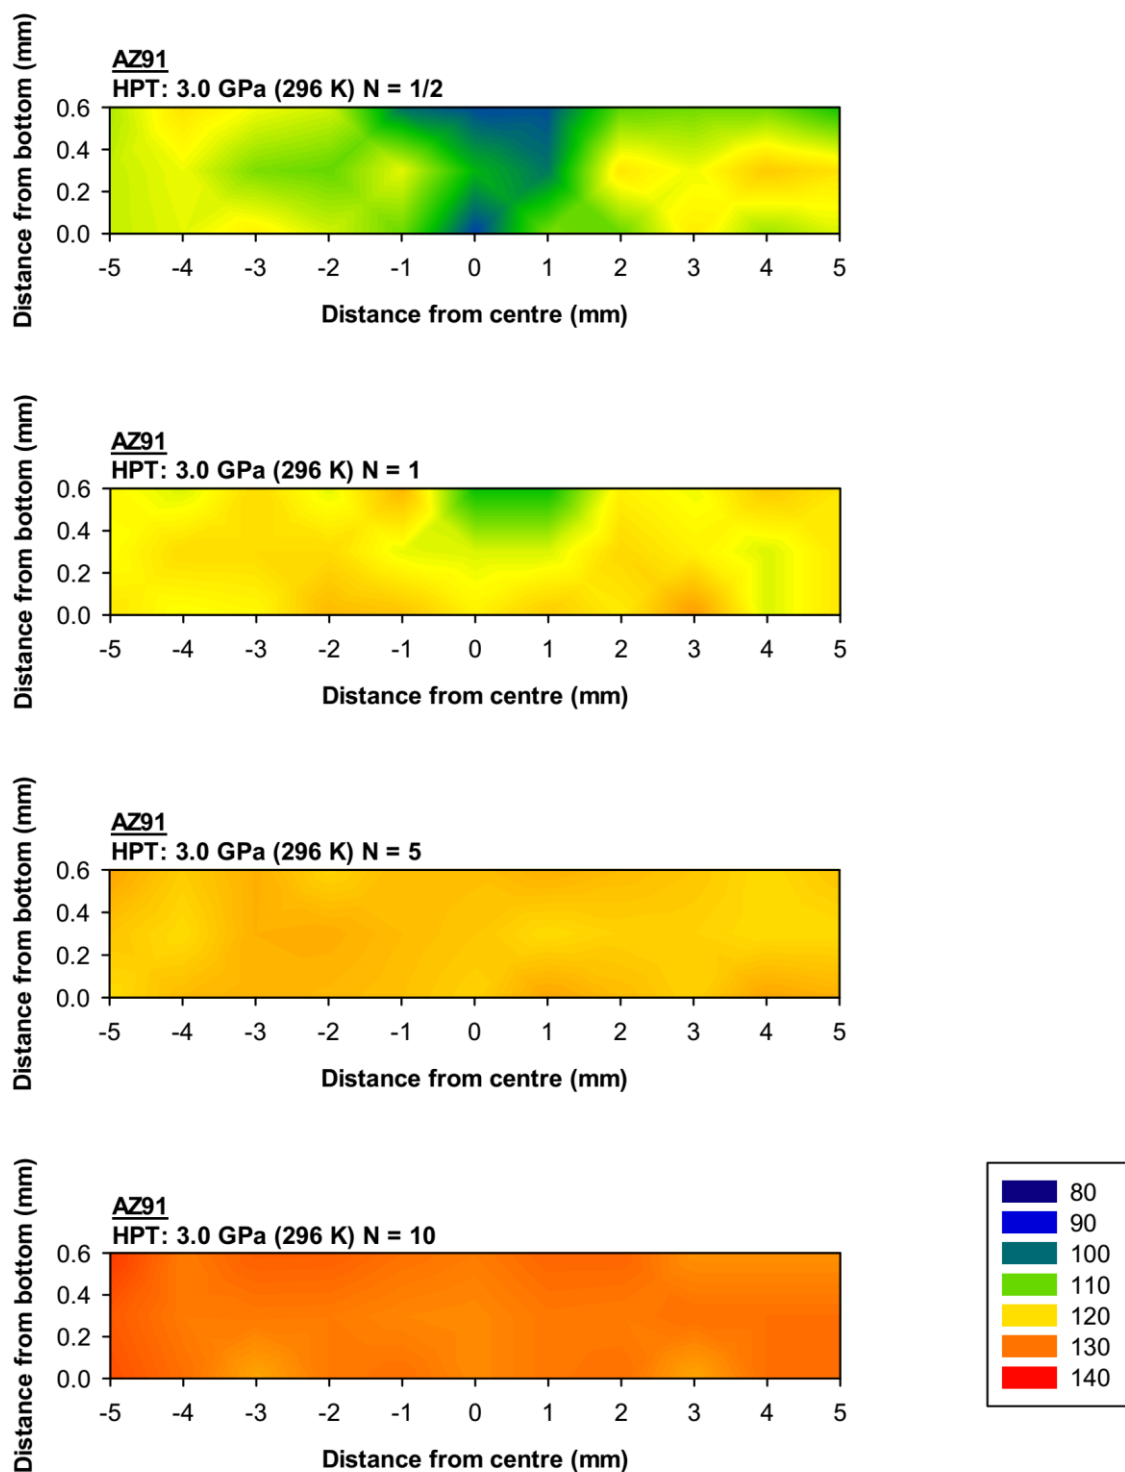 Distance from bottom (mm)
AZ91
HPT: 3.0 GPa (296 K) N = 1/2
0.6
0.4
0.2
0.0
-5 -4 -3 -2 -1 0 1 2 3 4 5
Distance from centre (mm)
Distance from bottom (mm)
AZ91
HPT: 3.0 GPa (296 K) N = 1
0.6
0.4
0.2
0.0
-5 -4 -3 -2 -1 0 1 2 3 4 5
Distance from centre (mm)
Distance from bottom (mm)
AZ91
HPT: 3.0 GPa (296 K) N = 5
0.6
0.4
0.2
0.0
-5 -4 -3 -2 -1 0 1 2 3 4 5
Distance from centre (mm)
Distance from bottom (mm)
AZ91
HPT: 3.0 GPa (296 K) N = 10
0.6
0.4
0.2
0.0
-5 -4 -3 -2 -1 0 1 2 3 4 5
Distance from centre (mm)
80
90
100
110
120
130
140